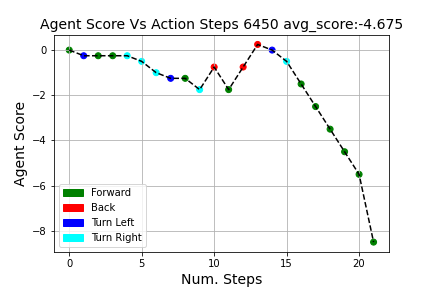 Agent Score Vs Action Steps 6450 avg_score:-4.675
Agent Score
0
−2
−4
−6
−8
Forward
Back
Turn Left
Turn Right
0 5 10 15 20
Num. Steps